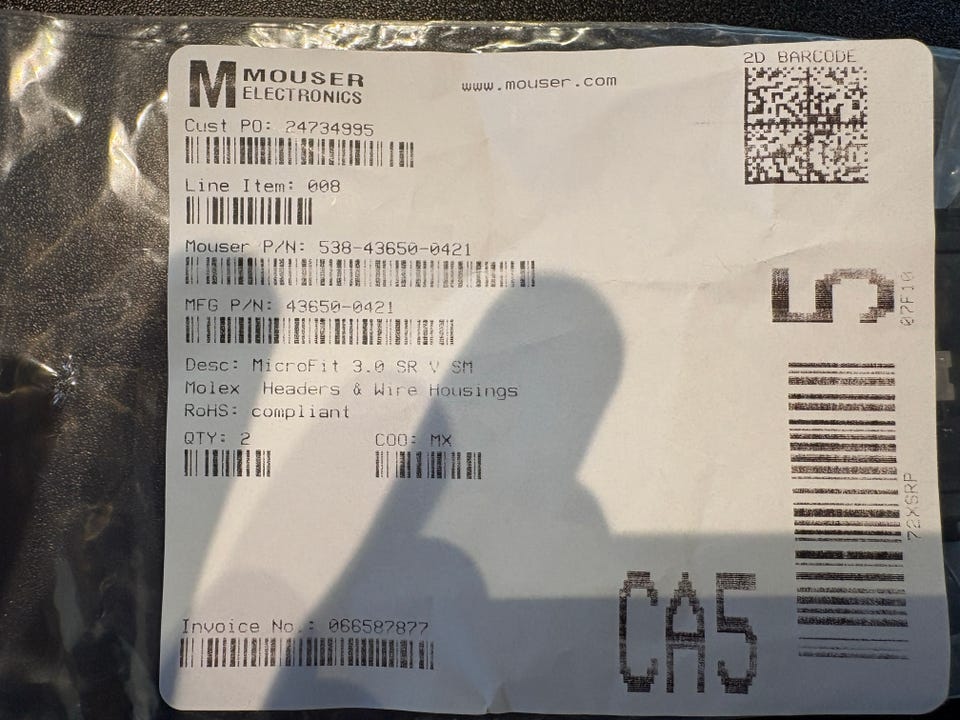 MOUSER
ELECTRONICS
www.mouser.com
2D BARCODE
Cust PO: 24734995
Line Item: 008
Mouser P/N: 538-43650-0421
MFG P/N: 43650-0421
Desc: MicroFit 3.0 SR V SM
Molex Headers & Wire Housings
RoHS: compliant
QTY: 2
COO: MX
Invoice No.: 066587877
5
07F10
72XSRP
CA5